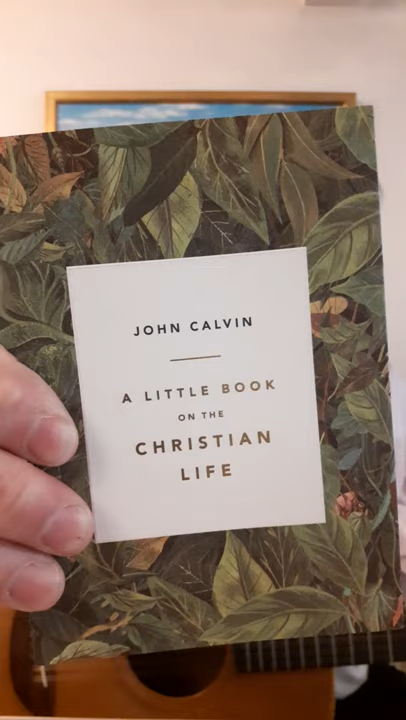 JOHN CALVIN
A LITTLE BOOK
ON THE
CHRISTIAN
LIFE